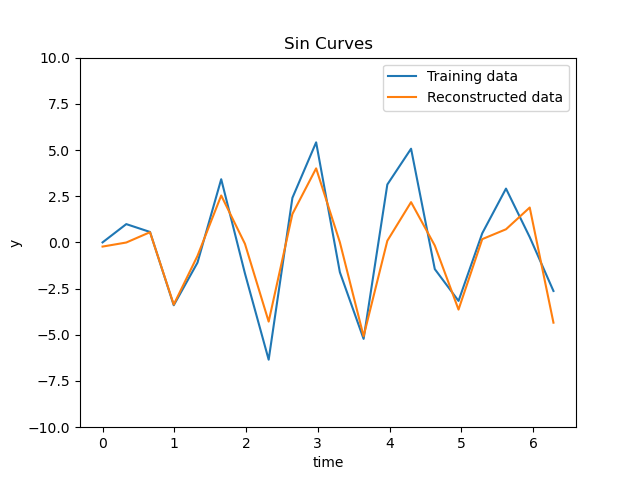 Sin Curves
Training data
Reconstructed data
10.0
7.5
5.0
2.5
0.0
−2.5
−5.0
−7.5
−10.0
y
0 1 2 3 4 5 6
time